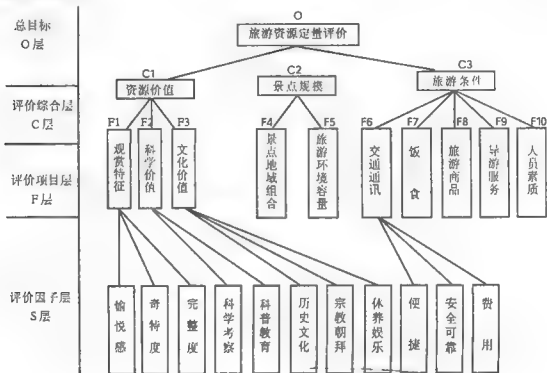 总目标
O层
O
旅游资源定量评价
C1
资源价值
C2
景点规模
C3
旅游条件
评价综合层
C层
F1
F2
F3
F4
F5
F6
F7
F8
F9
F10
评价项目层
F层
观赏特征
科学价值
文化价值
景点地域组合
旅游环境容量
交通通讯
饭食
旅游商品
导游服务
人员素质
评价因子层
S层
愉悦感
奇特度
完整度
科学考察
科普教育
历史文化
宗教朝拜
休养娱乐
便捷
安全可靠
费用